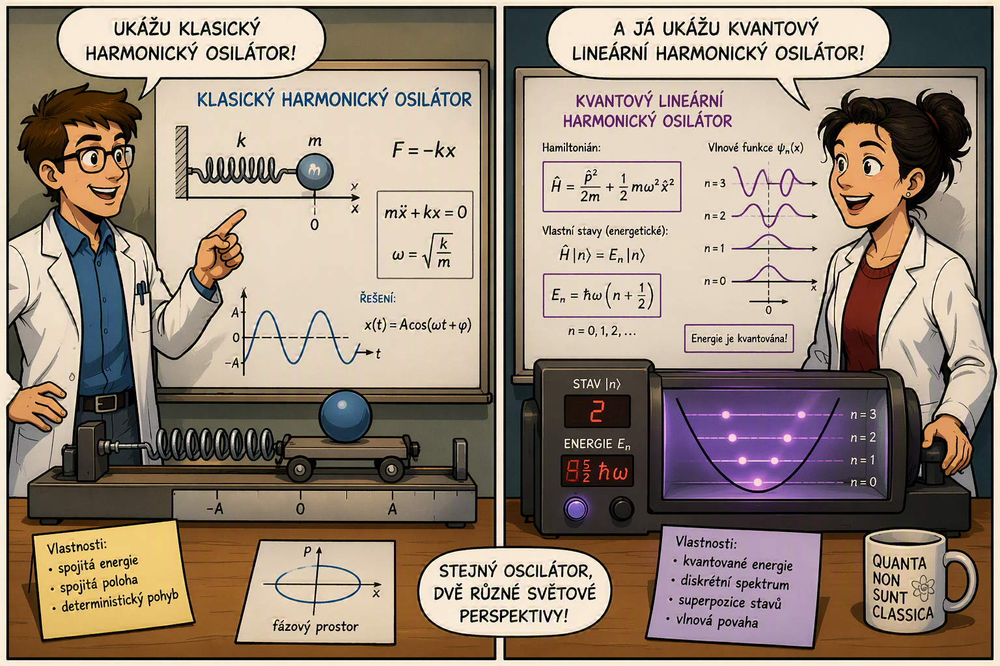 UKÁŽU KLASICKÝ
HARMONICKÝ OSILÁTOR!
KLASICKÝ HARMONICKÝ OSILÁTOR
k
m
m
F = −kx
x
x
0
mẍ + kx = 0
ω = √(k/m)
ŘEŠENÍ:
x(t) = Acos(ωt + φ)
A
0
−A
t
−A
0
A
Vlastnosti:
• spojitá energie
• spojitá poloha
• deterministický pohyb
p
x
fázový prostor
A JÁ UKÁŽU KVANTOVÝ
LINEÁRNÍ HARMONICKÝ OSILÁTOR!
KVANTOVÝ LINEÁRNÍ
HARMONICKÝ OSILÁTOR
Hamiltonián:
Ĥ = p̂²/2m + 1/2 mω²x̂²
Vlastní stavy (energetické):
Ĥ|n⟩ = Eₙ|n⟩
Eₙ = ħω(n + 1/2)
n = 0, 1, 2, ...
Vlnové funkce ψₙ(x)
n = 3
n = 2
n = 1
n = 0
x
0
Energie je kvantována!
STAV |n⟩
2
ENERGIE Eₙ
5/2 ħω
n = 3
n = 2
n = 1
n = 0
Vlastnosti:
• kvantované energie
• diskrétní spektrum
• superpozice stavů
• vlnová povaha
QUANTA
NON
SUNT
CLASSICA
STEJNÝ OSCILÁTOR,
DVĚ RŮZNÉ SVĚTOVÉ
PERSPEKTIVY!